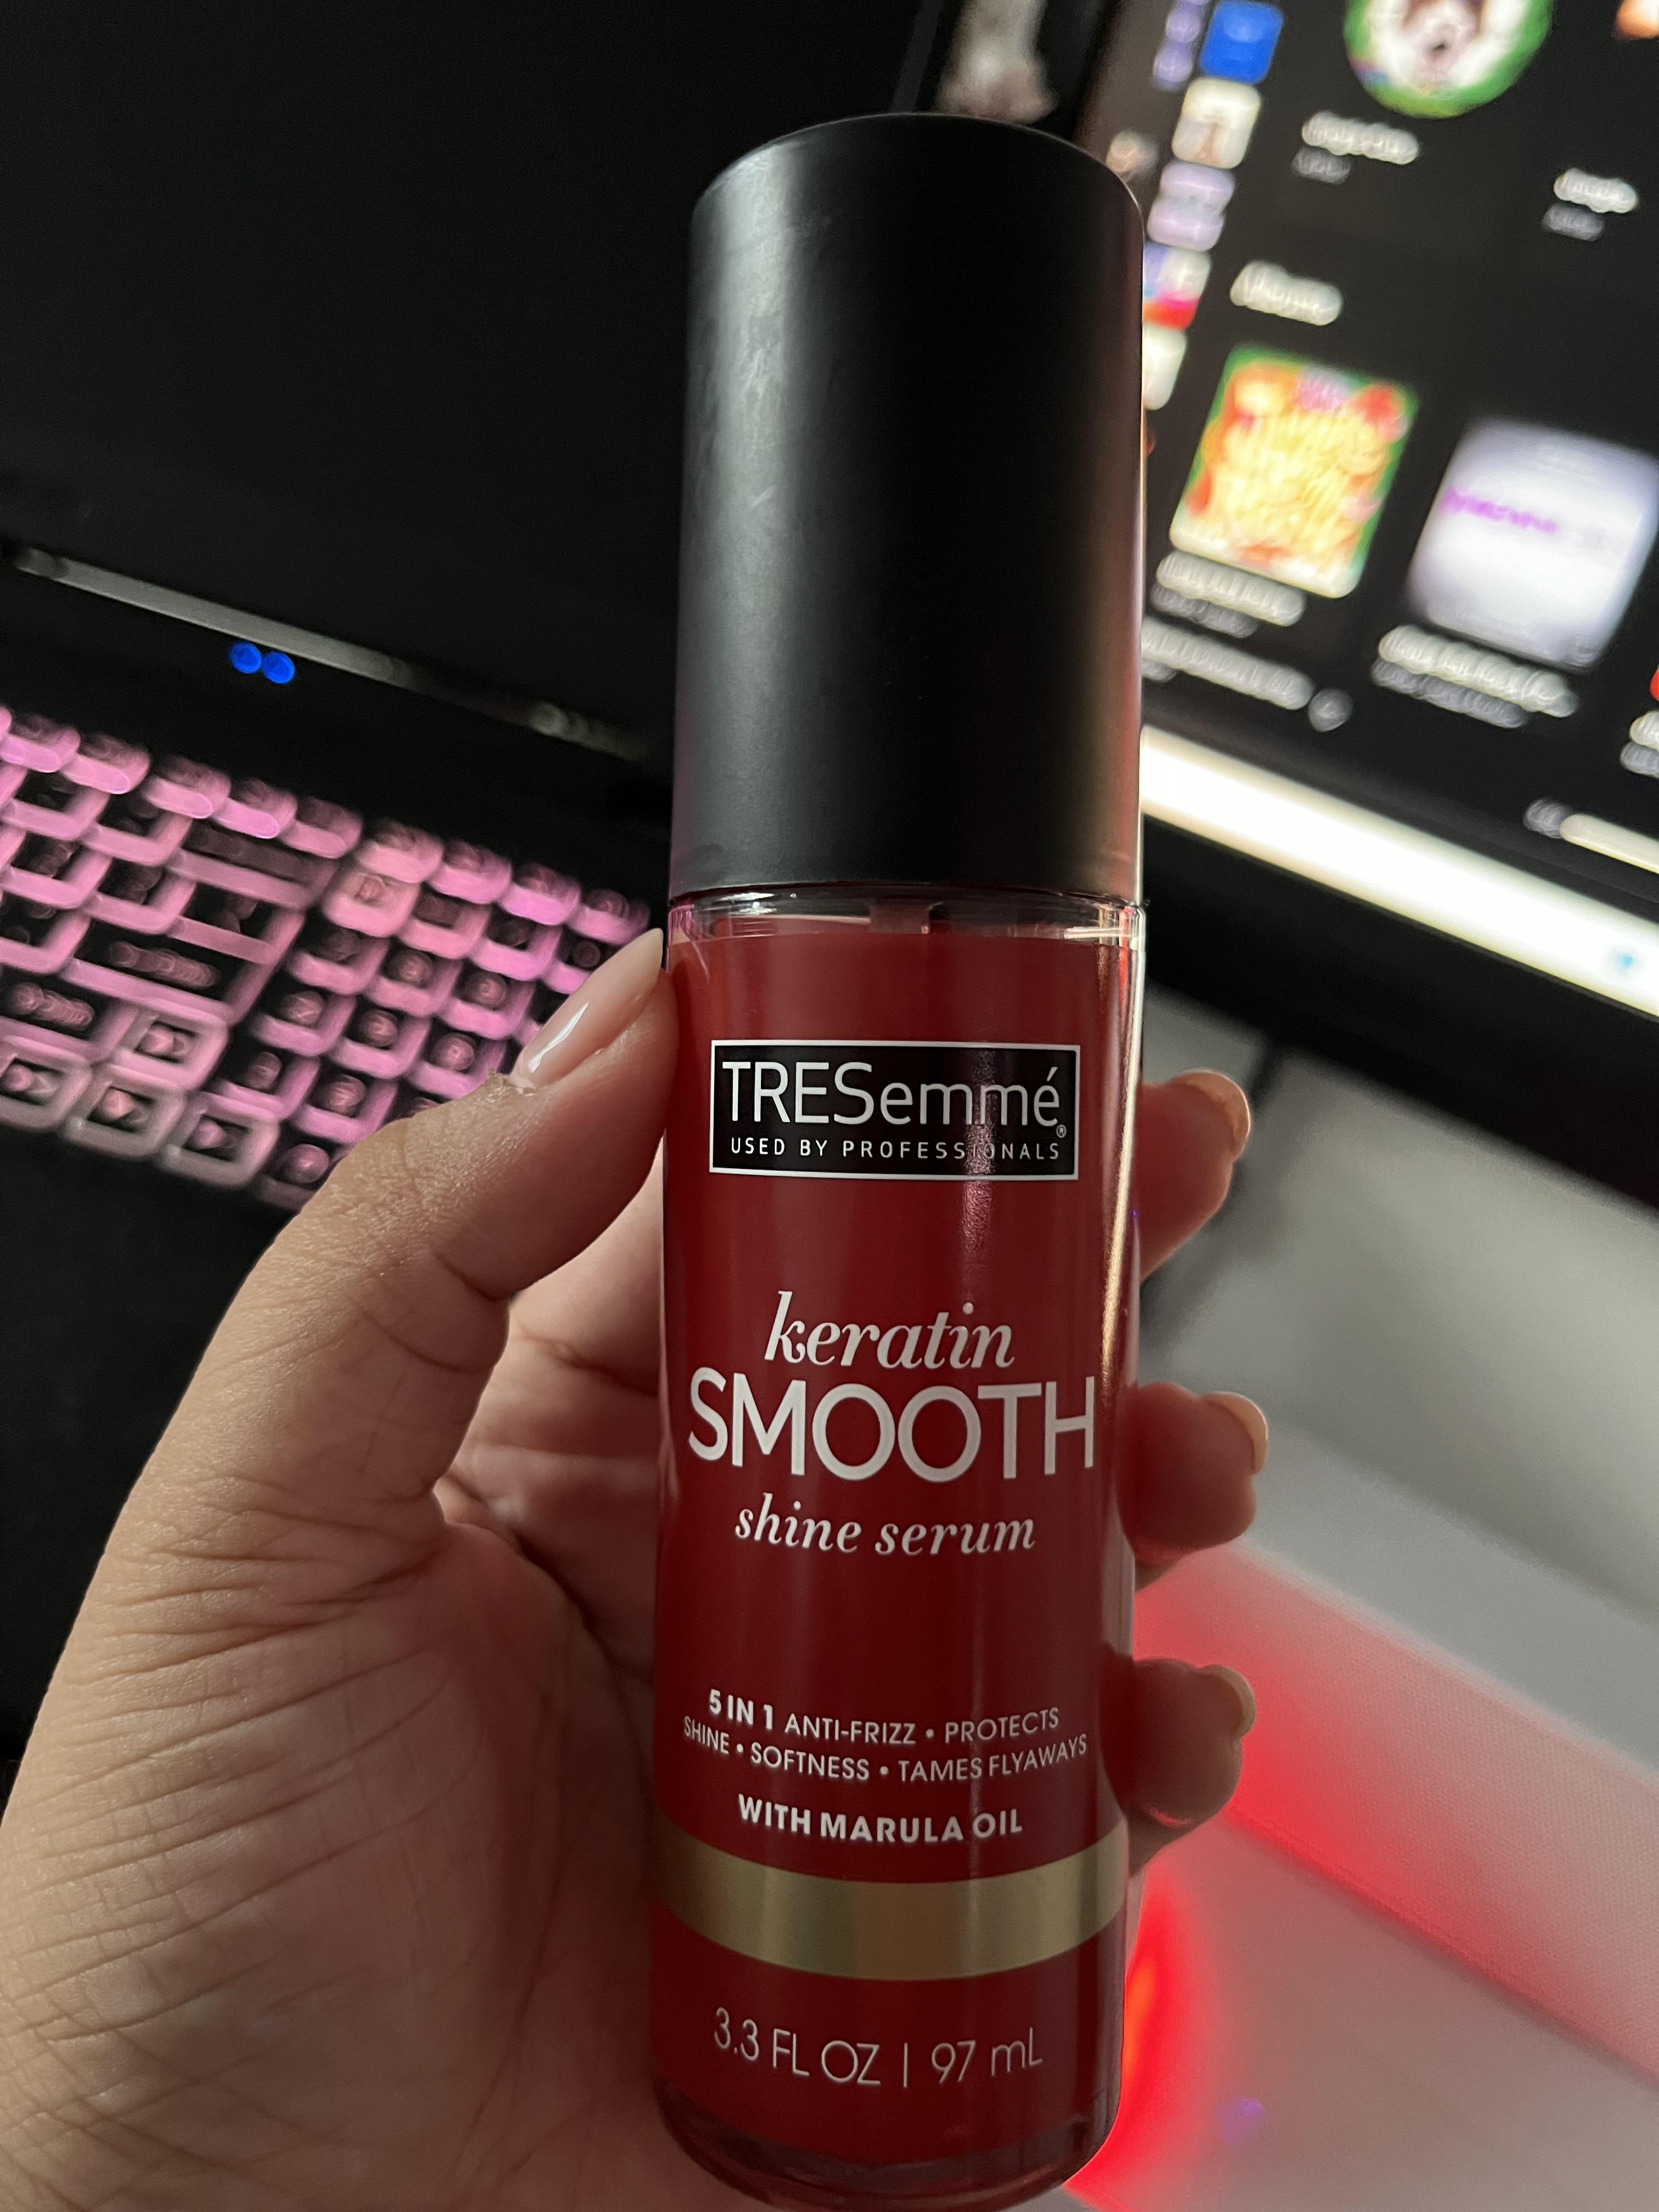 TRESemmé®
USED BY PROFESSIONALS
keratin
SMOOTH
shine serum
5 IN 1 ANTI-FRIZZ • PROTECTS
SHINE • SOFTNESS • TAMES FLYAWAYS
WITH MARULA OIL
3.3 FL OZ | 97 mL